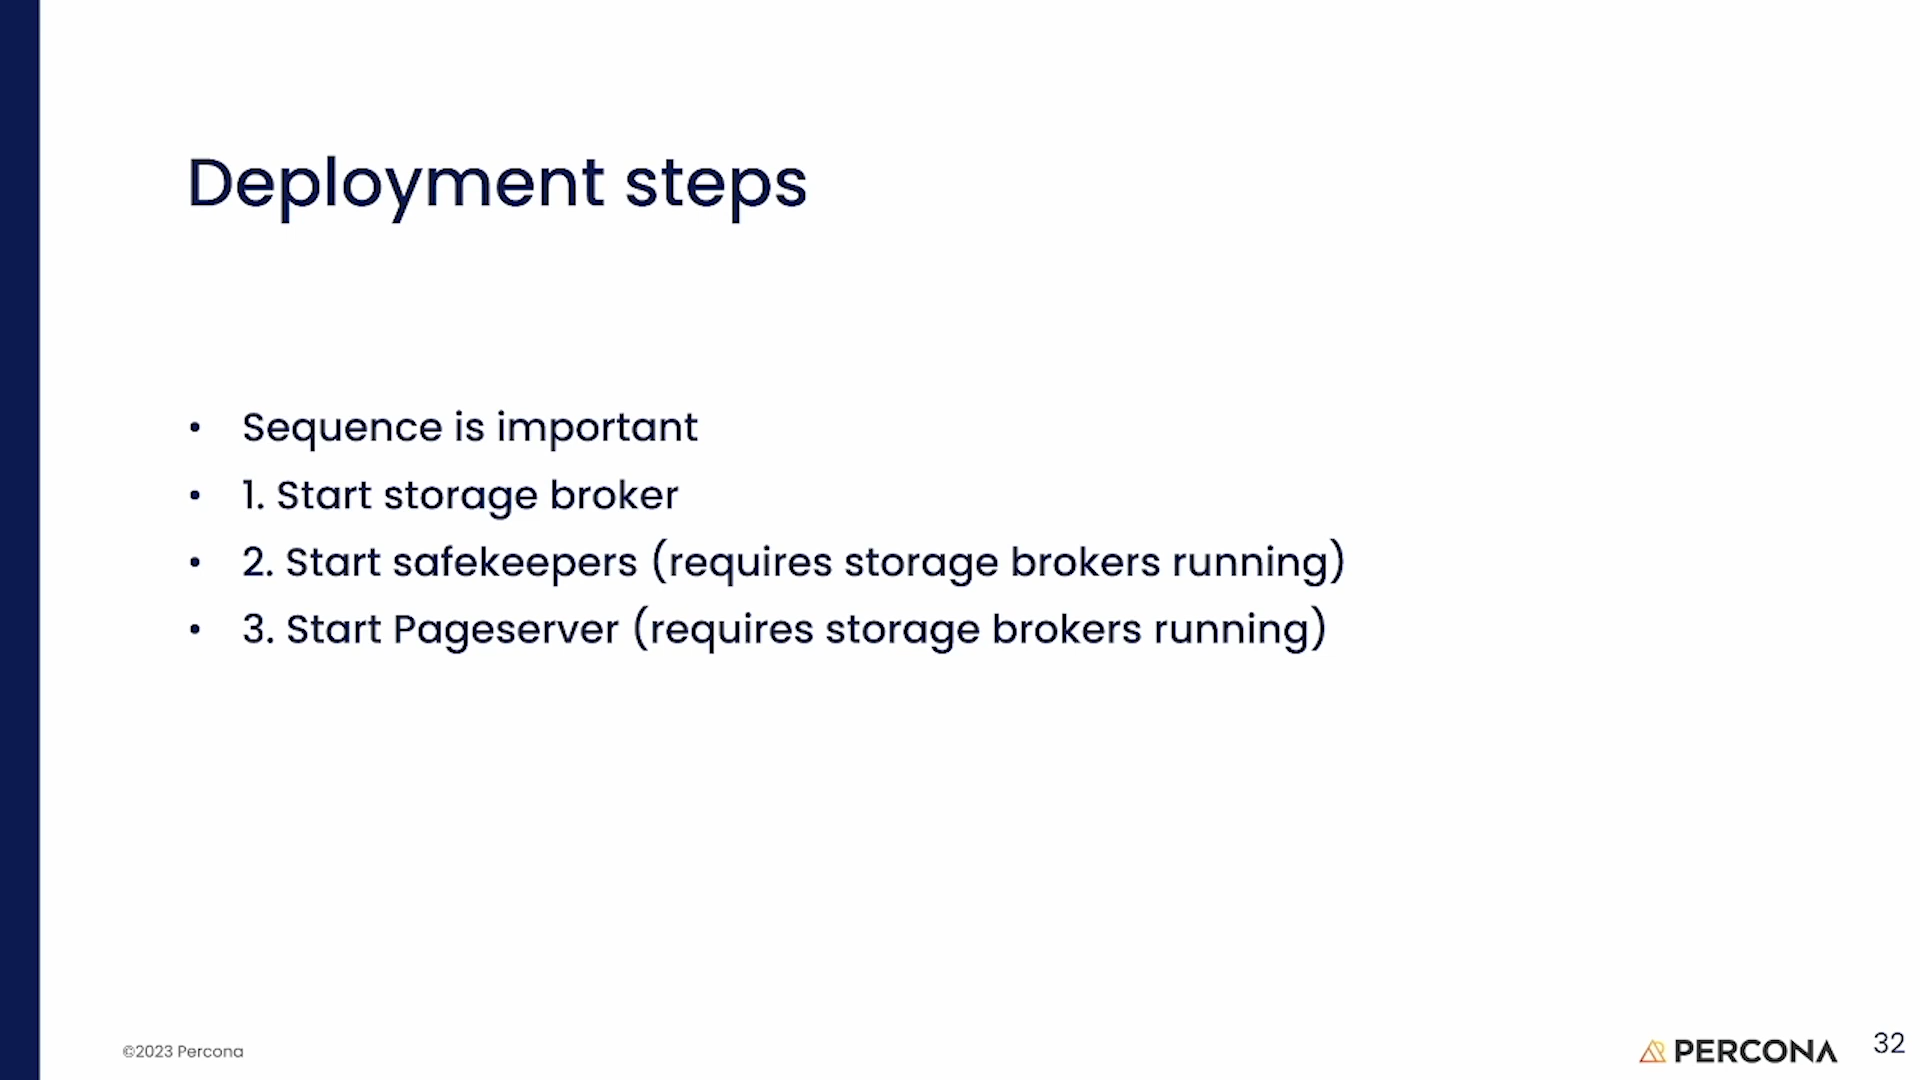 Deployment steps
• Sequence is important
• 1. Start storage broker
• 2. Start safekeepers (requires storage brokers running)
• 3. Start Pageserver (requires storage brokers running)
©2023 Percona
PERCONA
32